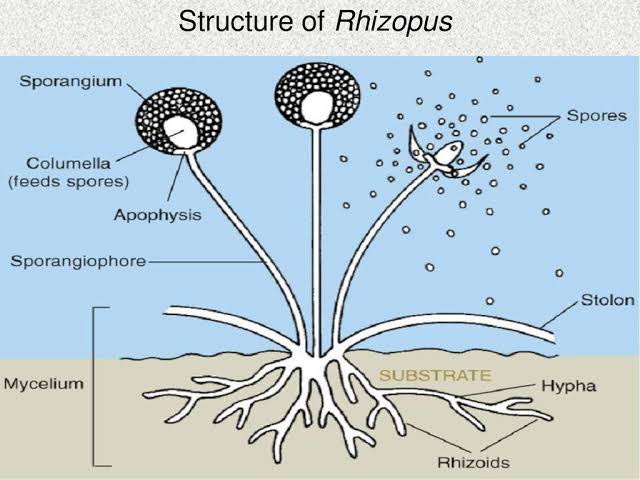 Structure of Rhizopus
Sporangium
Spores
Columella
(feeds spores)
Apophysis
Sporangiophore
Stolon
Mycelium
SUBSTRATE
Hypha
Rhizoids